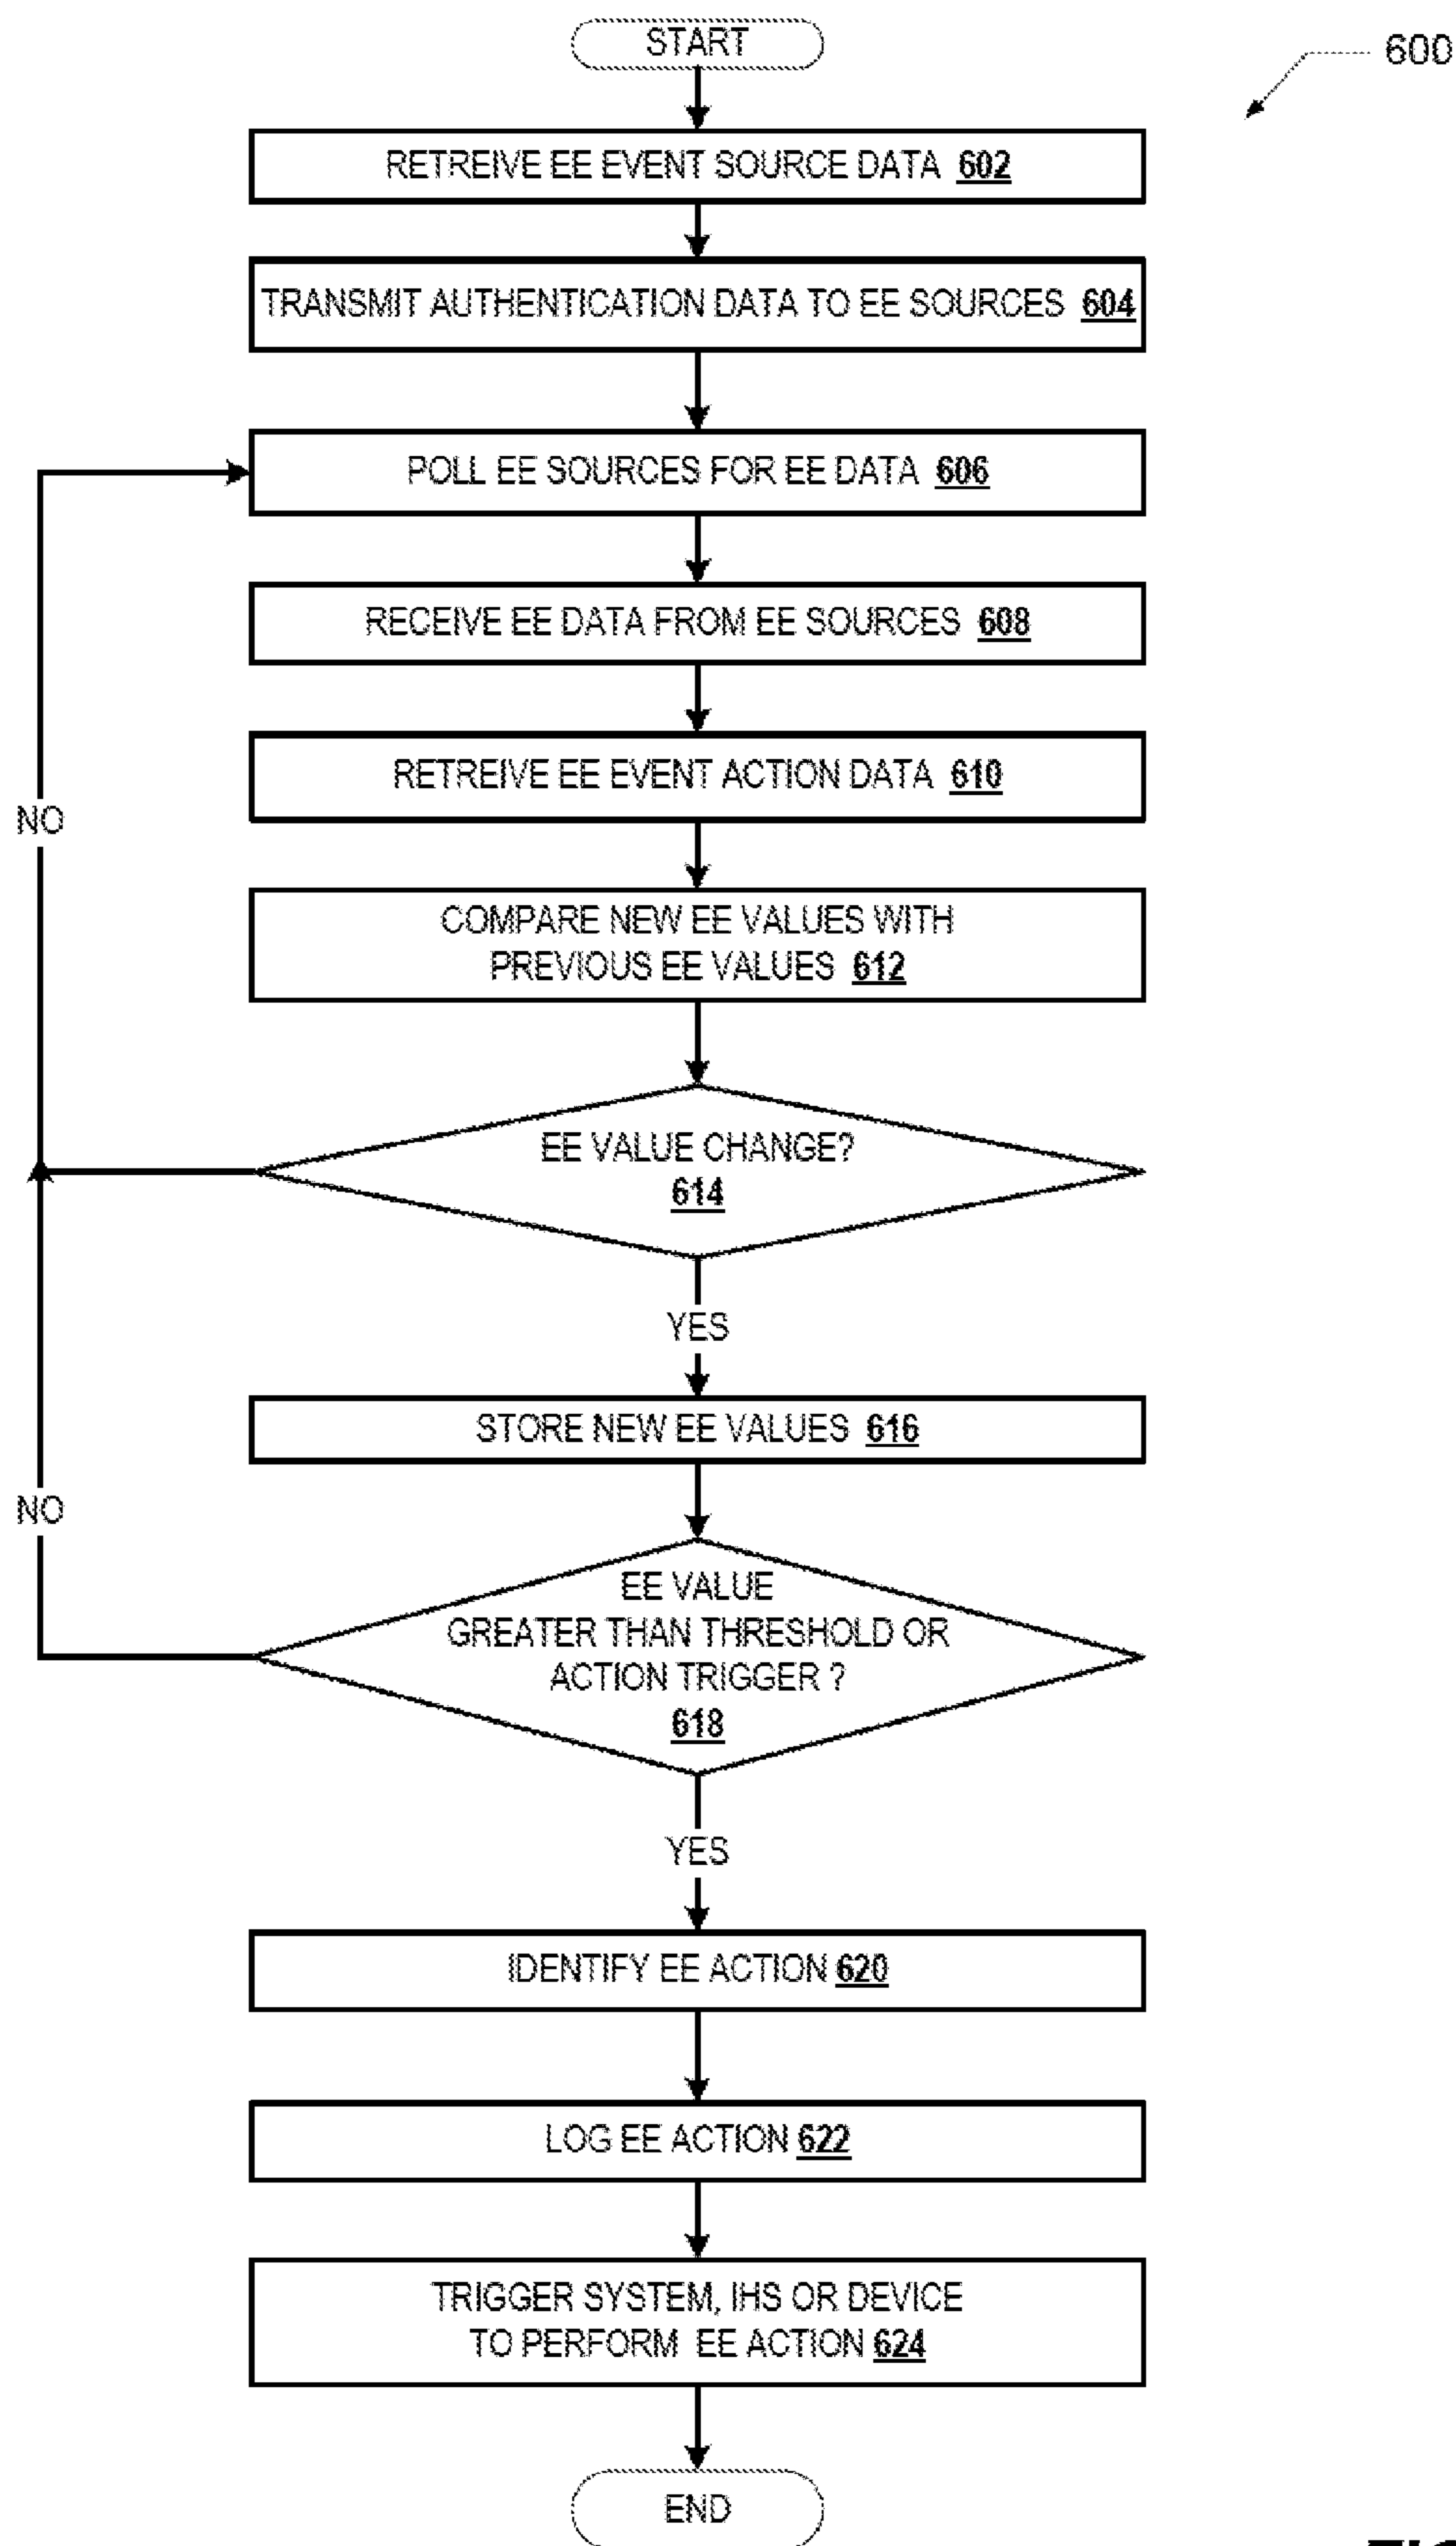 START
600
RETREIVE EE EVENT SOURCE DATA 602
TRANSMIT AUTHENTICATION DATA TO EE SOURCES 604
POLL EE SOURCES FOR EE DATA 606
RECEIVE EE DATA FROM EE SOURCES 608
RETREIVE EE EVENT ACTION DATA 610
NO
COMPARE NEW EE VALUES WITH
PREVIOUS EE VALUES 612
EE VALUE CHANGE?
614
YES
STORE NEW EE VALUES 616
NO
EE VALUE
GREATER THAN THRESHOLD OR
ACTION TRIGGER ?
618
YES
IDENTIFY EE ACTION 620
LOG EE ACTION 622
TRIGGER SYSTEM, IHS OR DEVICE
TO PERFORM EE ACTION 624
END